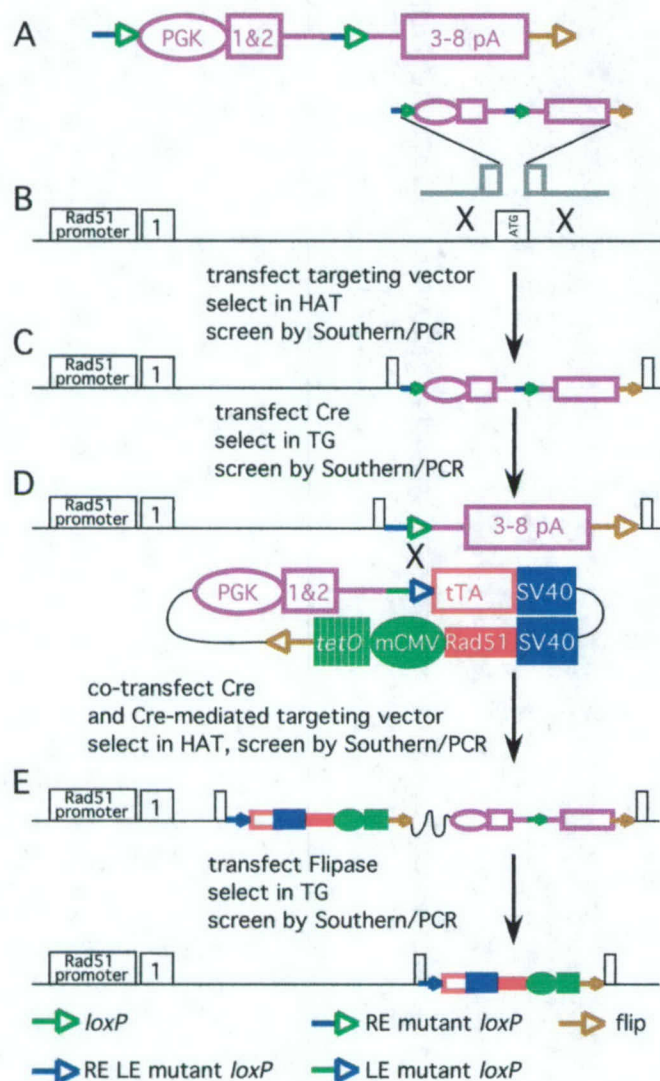 A
PGK 1&2 3-8 pA
B
Rad51 promoter 1 X ATG X
transfect targeting vector
select in HAT
screen by Southern/PCR
C
Rad51 promoter 1
transfect Cre
select in TG
screen by Southern/PCR
D
Rad51 promoter 1 3-8 pA
X
PGK 1&2 tTA SV40
tetO mCMV Rad51 SV40
co-transfect Cre
and Cre-mediated targeting vector
select in HAT, screen by Southern/PCR
E
Rad51 promoter 1
transfect Flipase
select in TG
screen by Southern/PCR
Rad51 promoter 1
loxP RE mutant loxP flip
RE LE mutant loxP LE mutant loxP